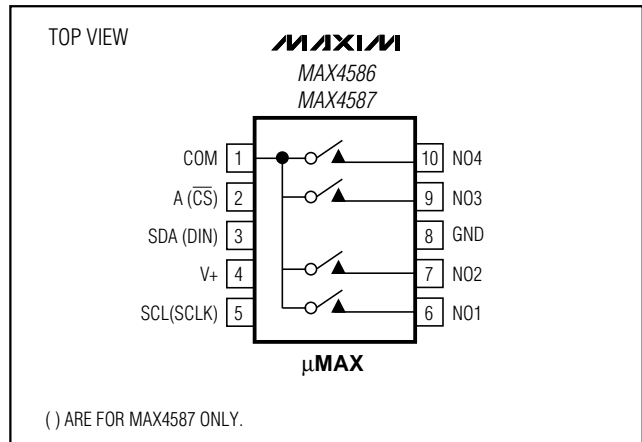 TOP VIEW
MAXIM
MAX4586
MAX4587
COM 1
A (C̅S̅) 2
SDA (DIN) 3
V+ 4
SCL(SCLK) 5
10 NO4
9 NO3
8 GND
7 NO2
6 NO1
µMAX
( ) ARE FOR MAX4587 ONLY.